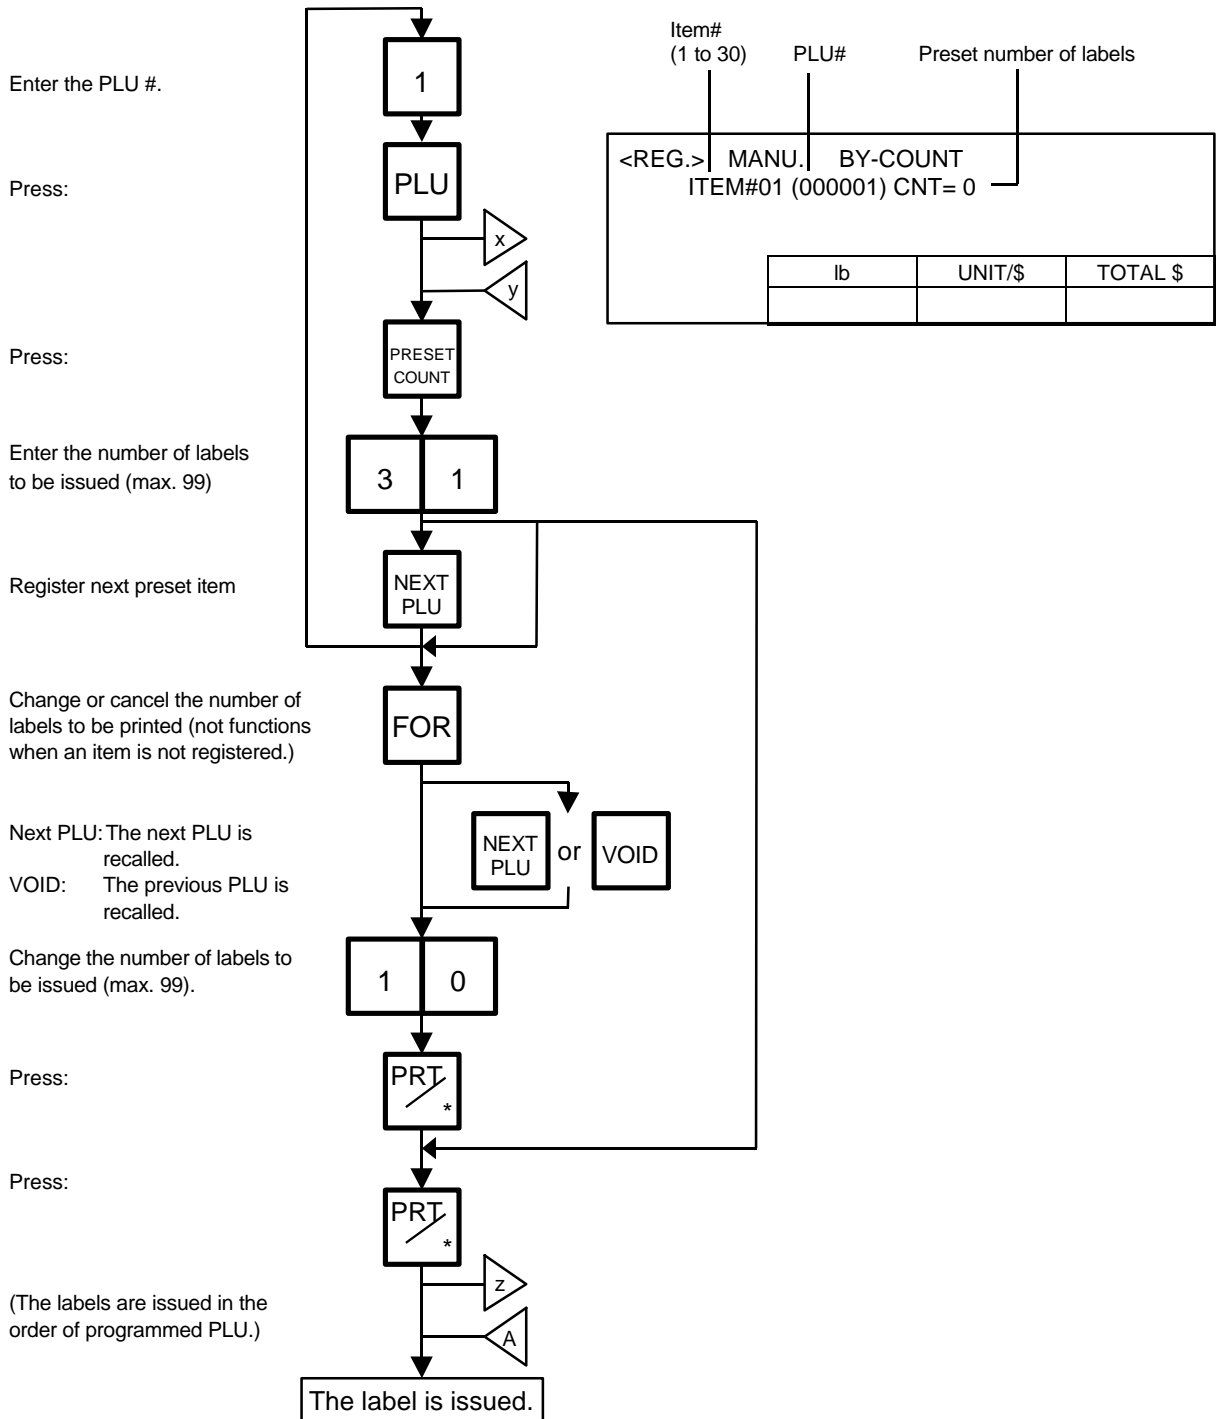 Item#
(1 to 30)
PLU#
Preset number of labels
Enter the PLU #.
1
<REG.> MANU. BY-COUNT
ITEM#01 (000001) CNT= 0
lb
UNIT/$
TOTAL $
Press:
PLU
x
y
Press:
PRESET
COUNT
Enter the number of labels
to be issued (max. 99)
3 1
Register next preset item
NEXT
PLU
Change or cancel the number of
labels to be printed (not functions
when an item is not registered.)
FOR
Next PLU: The next PLU is
recalled.
VOID: The previous PLU is
recalled.
NEXT
PLU
or
VOID
Change the number of labels to
be issued (max. 99).
1 0
Press:
PRT
*
Press:
PRT
*
z
(The labels are issued in the
order of programmed PLU.)
A
The label is issued.